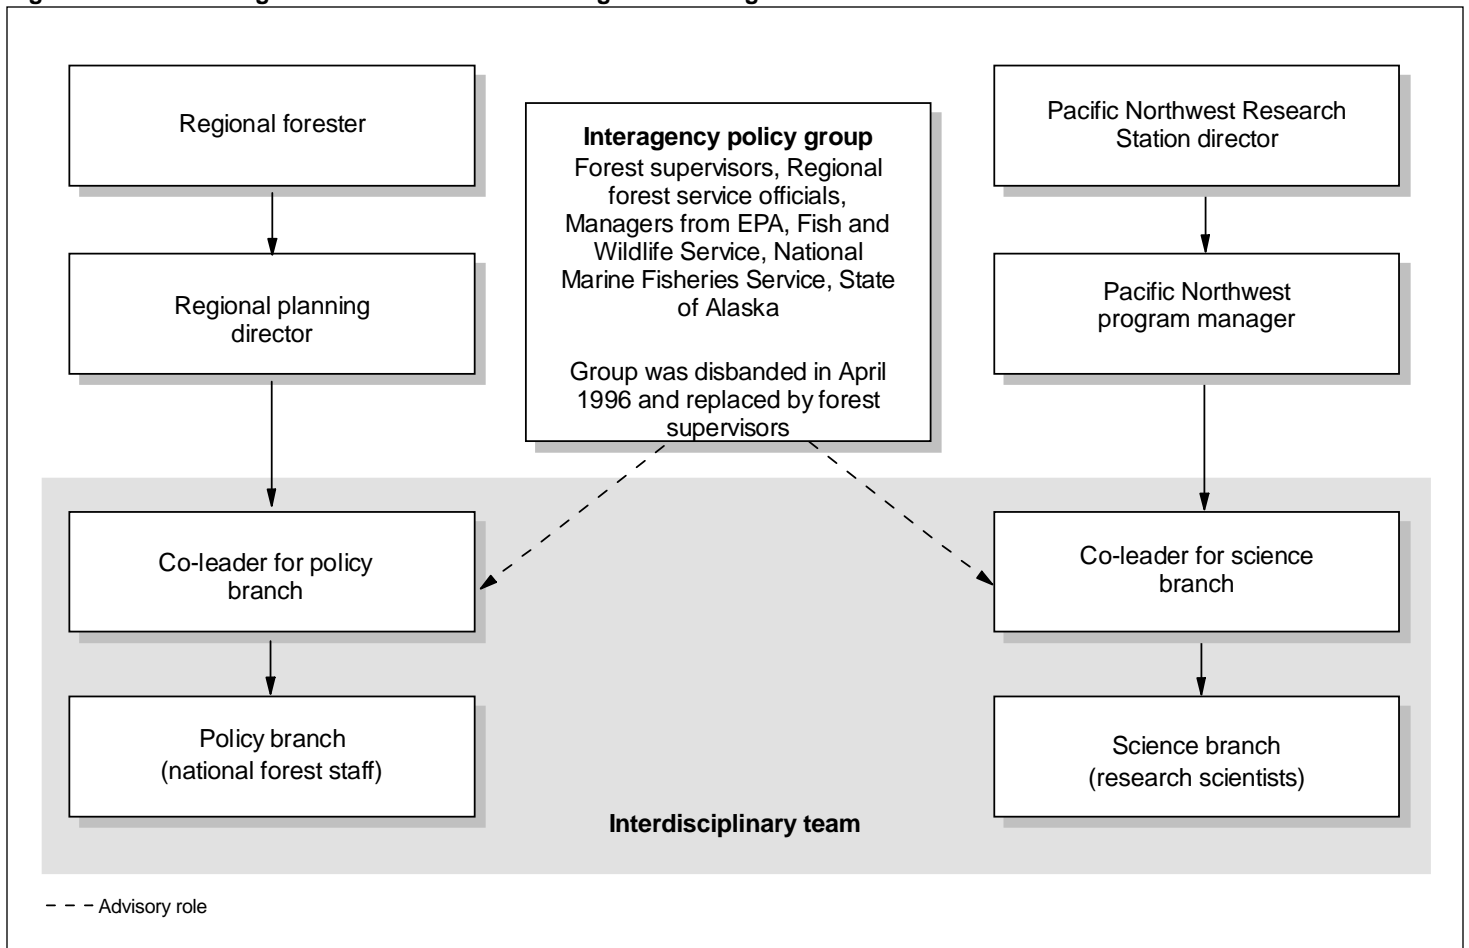 Regional forester
Interagency policy group
Forest supervisors, Regional
forest service officials,
Managers from EPA, Fish and
Wildlife Service, National
Marine Fisheries Service, State
of Alaska
Group was disbanded in April
1996 and replaced by forest
supervisors
Pacific Northwest Research
Station director
Regional planning
director
Pacific Northwest
program manager
Co-leader for policy
branch
Co-leader for science
branch
Policy branch
(national forest staff)
Science branch
(research scientists)
Interdisciplinary team
Advisory role